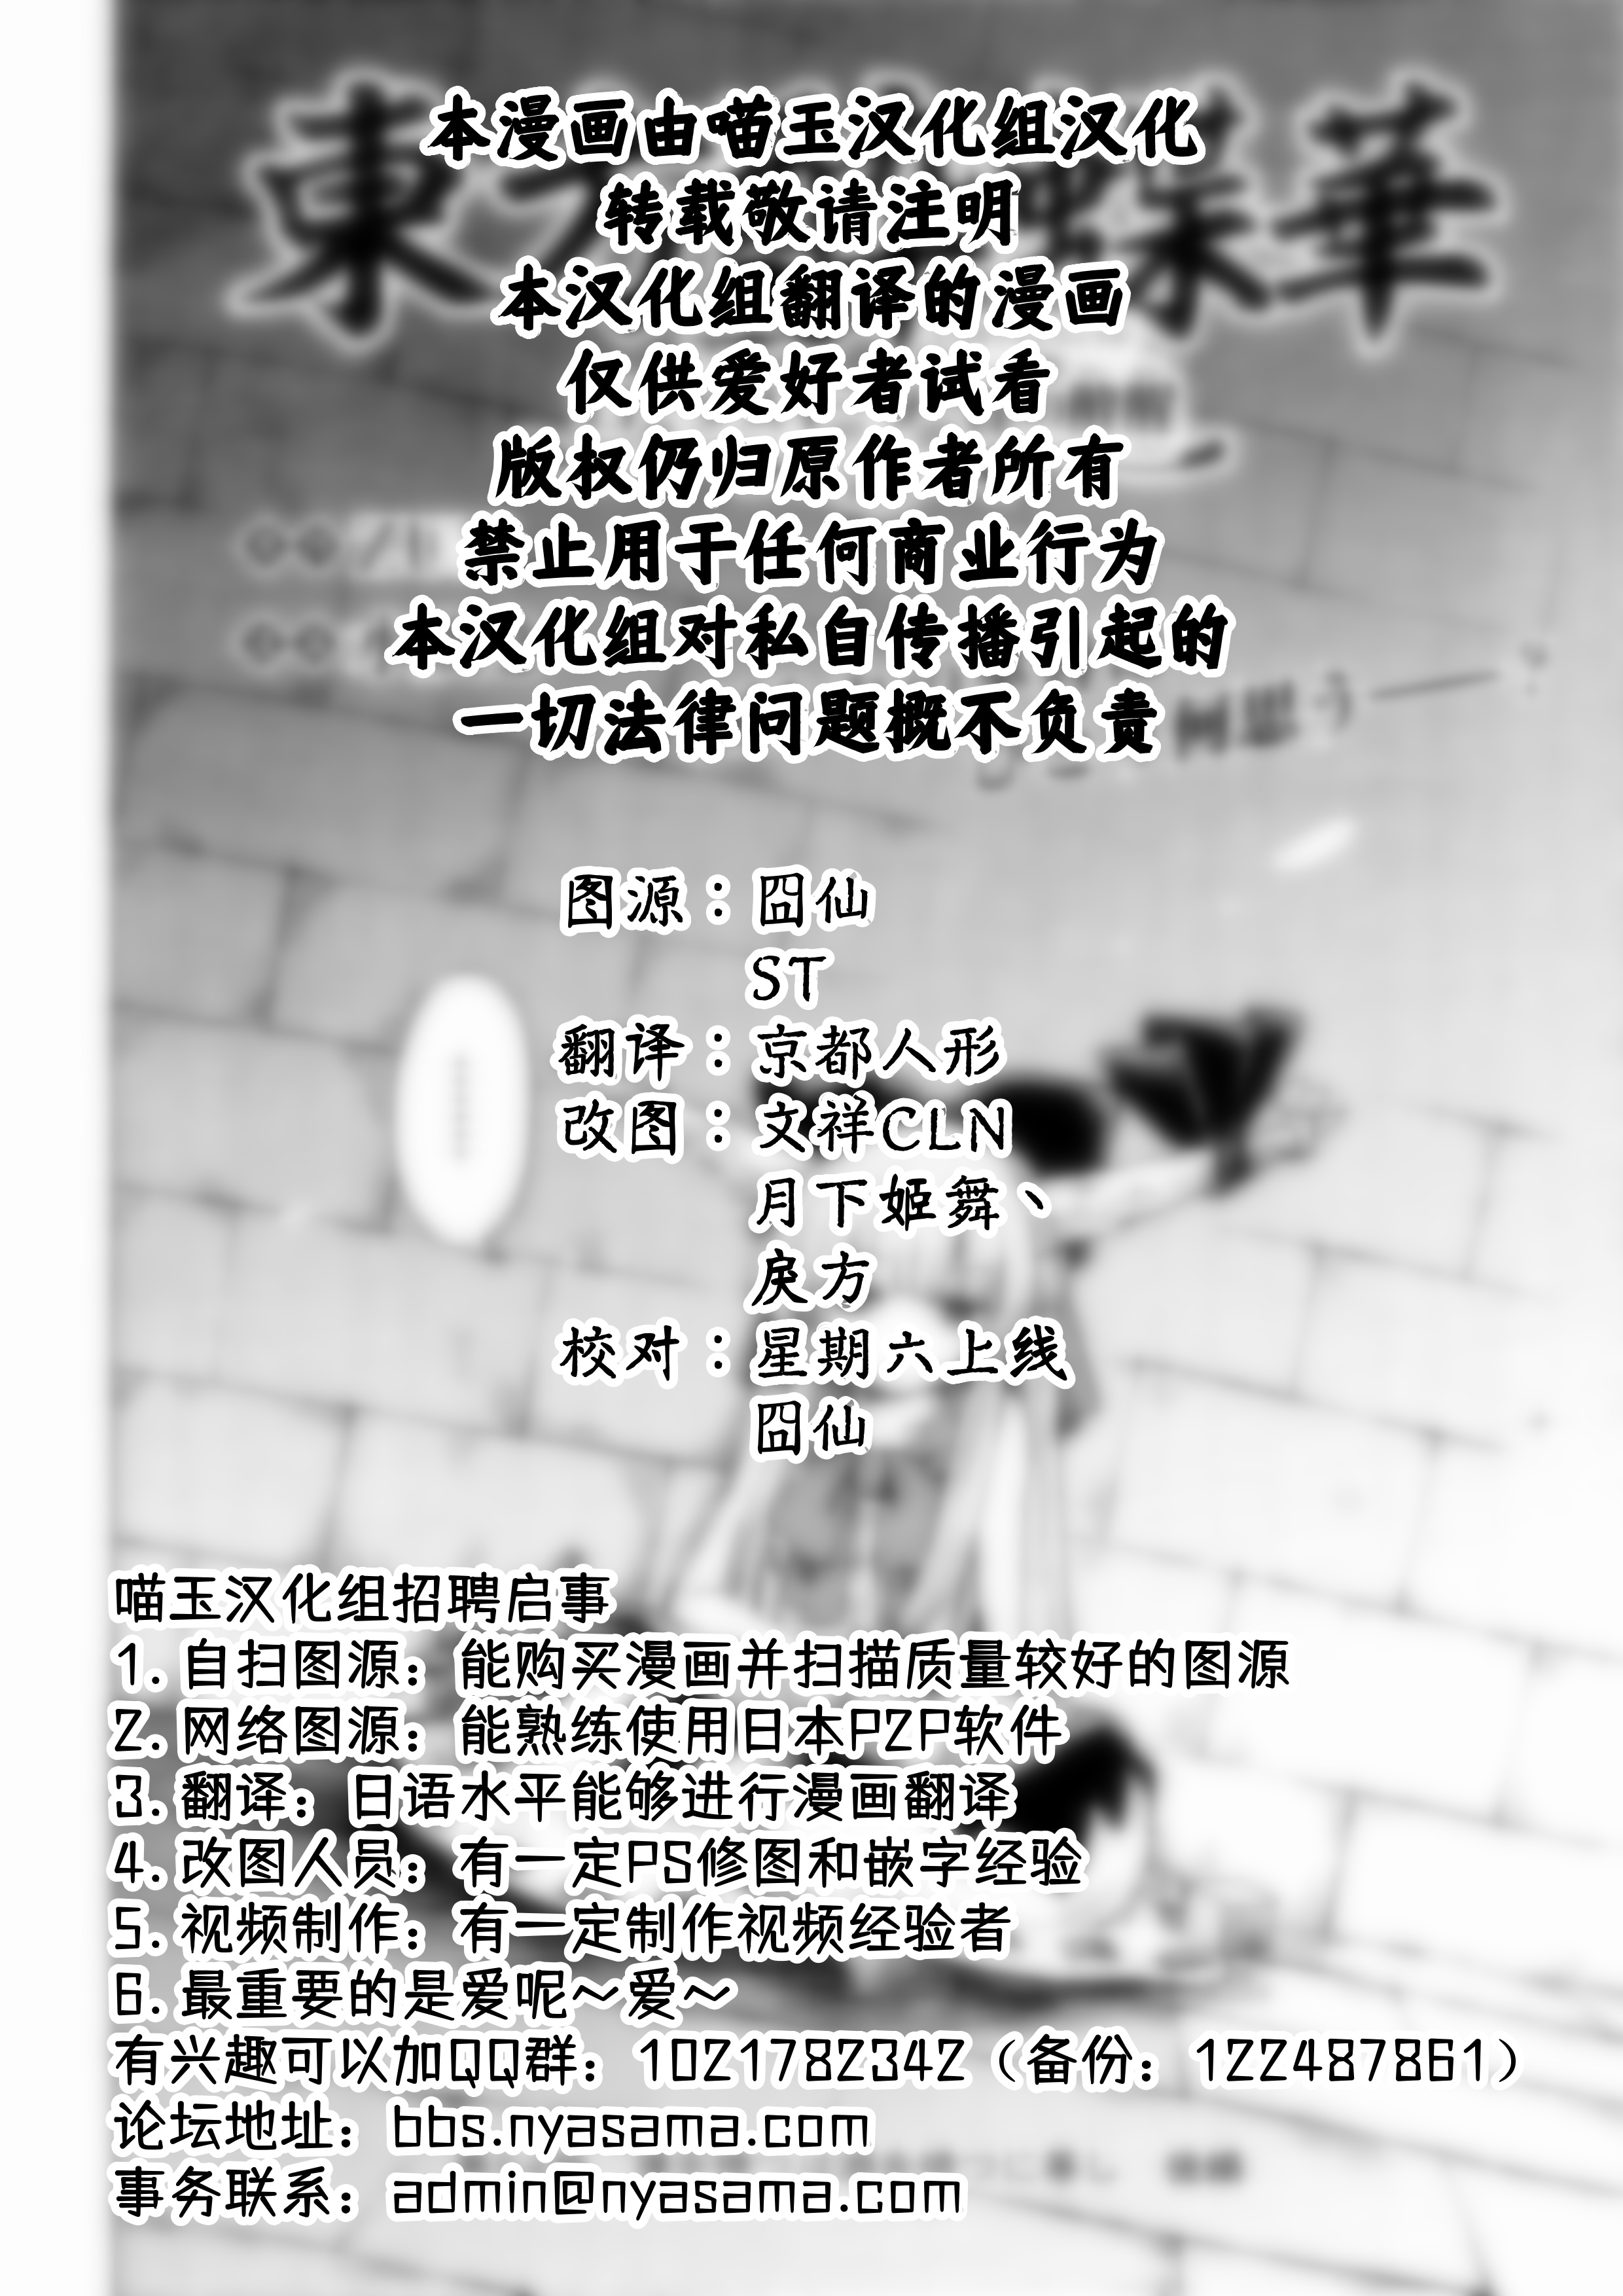 本漫画由喵玉汉化组汉化
转载敬请注明
本汉化组翻译的漫画
仅供爱好者试看
版权仍归原作者所有
禁止用于任何商业行为
本汉化组对私自传播引起的
一切法律问题概不负责
图源：囧仙
ST
翻译：京都人形
改图：文祥CLN
月下姬舞丶
戾方
校对：星期六上线
囧仙
喵玉汉化组招聘启事
1.自扫图源：能购买漫画并扫描质量较好的图源
2.网络图源：能熟练使用日本P2P软件
3.翻译：日语水平能够进行漫画翻译
4.改图人员：有一定PS修图和嵌字经验
5.视频制作：有一定制作视频经验者
6.最重要的是爱呢～爱～
有兴趣可以加QQ群：1021782342（备份：122487861）
论坛地址：bbs.nyasama.com
事务联系：admin@nyasama.com